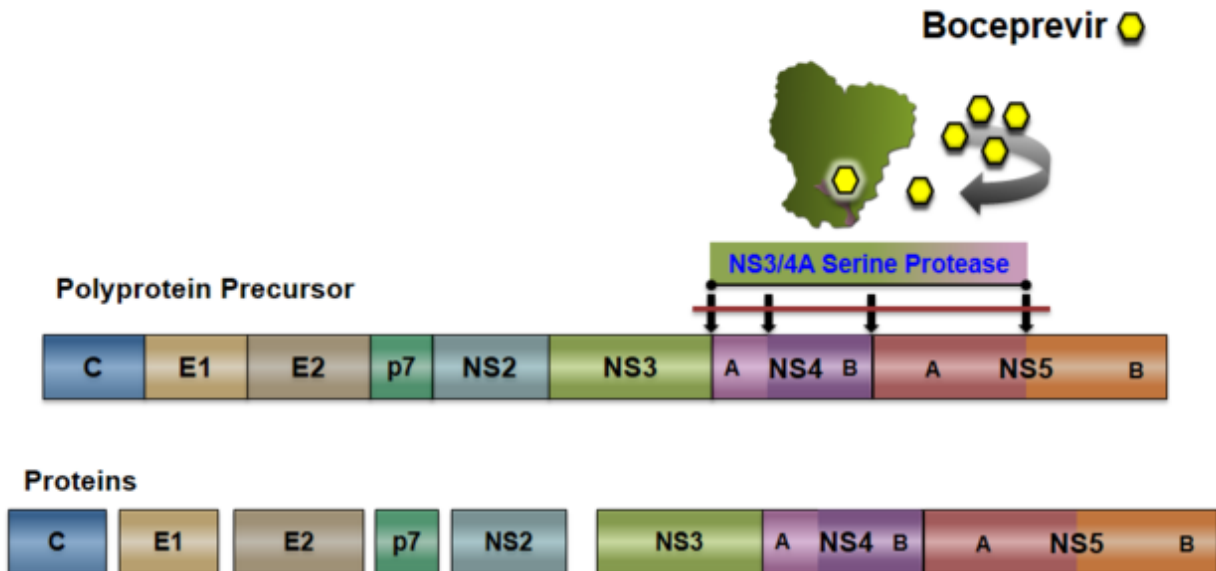 Boceprevir
NS3/4A Serine Protease
Polyprotein Precursor
C E1 E2 p7 NS2 NS3 A NS4 B A NS5 B
Proteins
C E1 E2 p7 NS2 NS3 A NS4 B A NS5 B